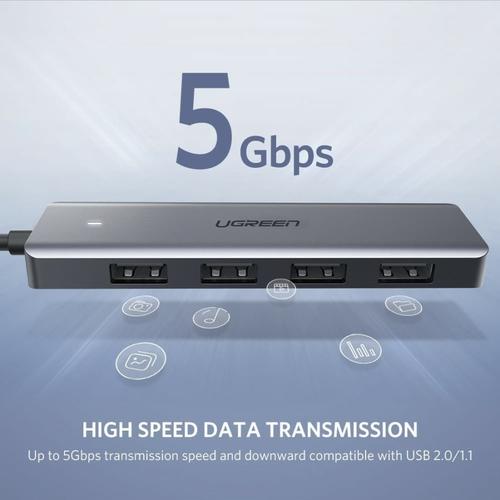 5 Gbps
UGREEN
HIGH SPEED DATA TRANSMISSION
Up to 5Gbps transmission speed and downward compatible with USB 2.0/1.1